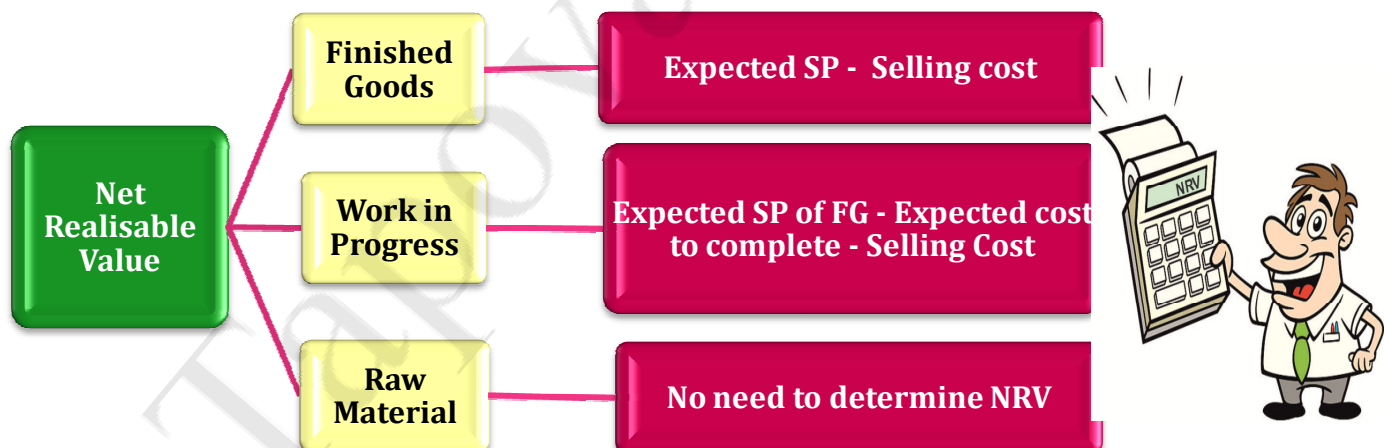 Finished
Goods
Expected SP - Selling cost
Net
Realisable
Value
Work in
Progress
Expected SP of FG - Expected cost
to complete - Selling Cost
Raw
Material
No need to determine NRV
NRV